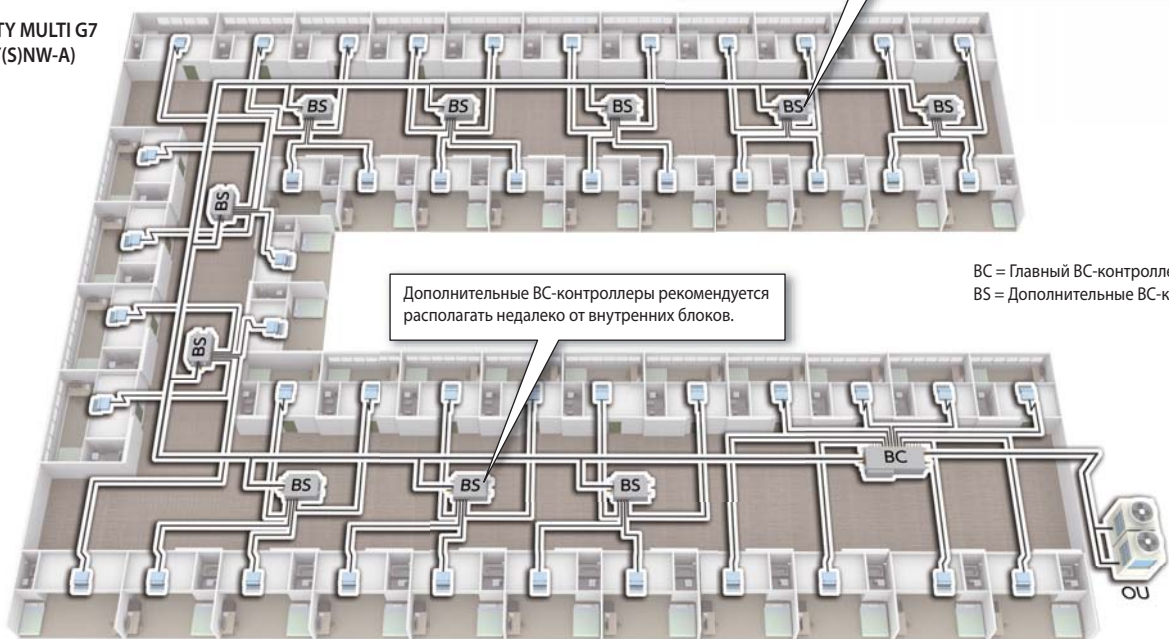 TY MULTI G7
(S)NW-A)
BS
BS
BS
BS
BS
BS
Дополнительные BC-контроллеры рекомендуется
располагать недалеко от внутренних блоков.
BC = Главный BC-контролле
BS = Дополнительные BC-к
BS
BC
BS
BS
BS
OU